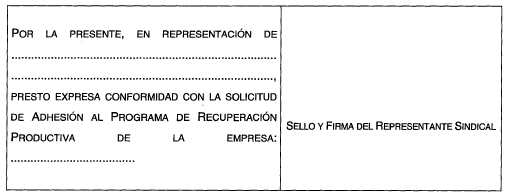 POR LA PRESENTE, EN REPRESENTACIÓN DE
......................................................................
......................................................................,
PRESTO EXPRESA CONFORMIDAD CON LA SOLICITUD
DE ADHESIÓN AL PROGRAMA DE RECUPERACIÓN
PRODUCTIVA DE LA EMPRESA:
.....................................
SELLO Y FIRMA DEL REPRESENTANTE SINDICAL